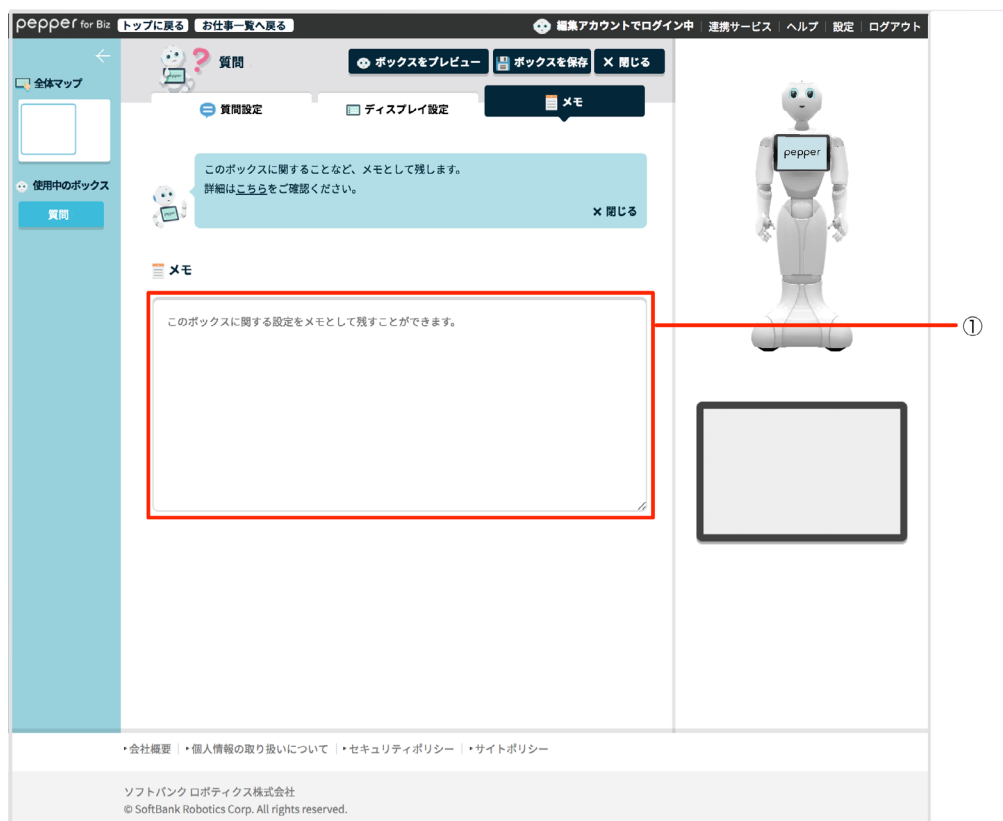 pepper for Biz トップに戻る お仕事一覧へ戻る 編集アカウントでログイン中 連携サービス ヘルプ 設定 ログアウト
全体マップ
使用中のボックス
質問
質問 ボックスをプレビュー ボックスを保存 × 閉じる
質問設定 ディスプレイ設定 メモ
このボックスに関することなど、メモとして残します。
詳細はこちらをご確認ください。
× 閉じる
メモ
このボックスに関する設定をメモとして残すことができます。
pepper
①
会社概要 個人情報の取り扱いについて セキュリティポリシー サイトポリシー
ソフトバンク ロボティクス株式会社
© SoftBank Robotics Corp. All rights reserved.